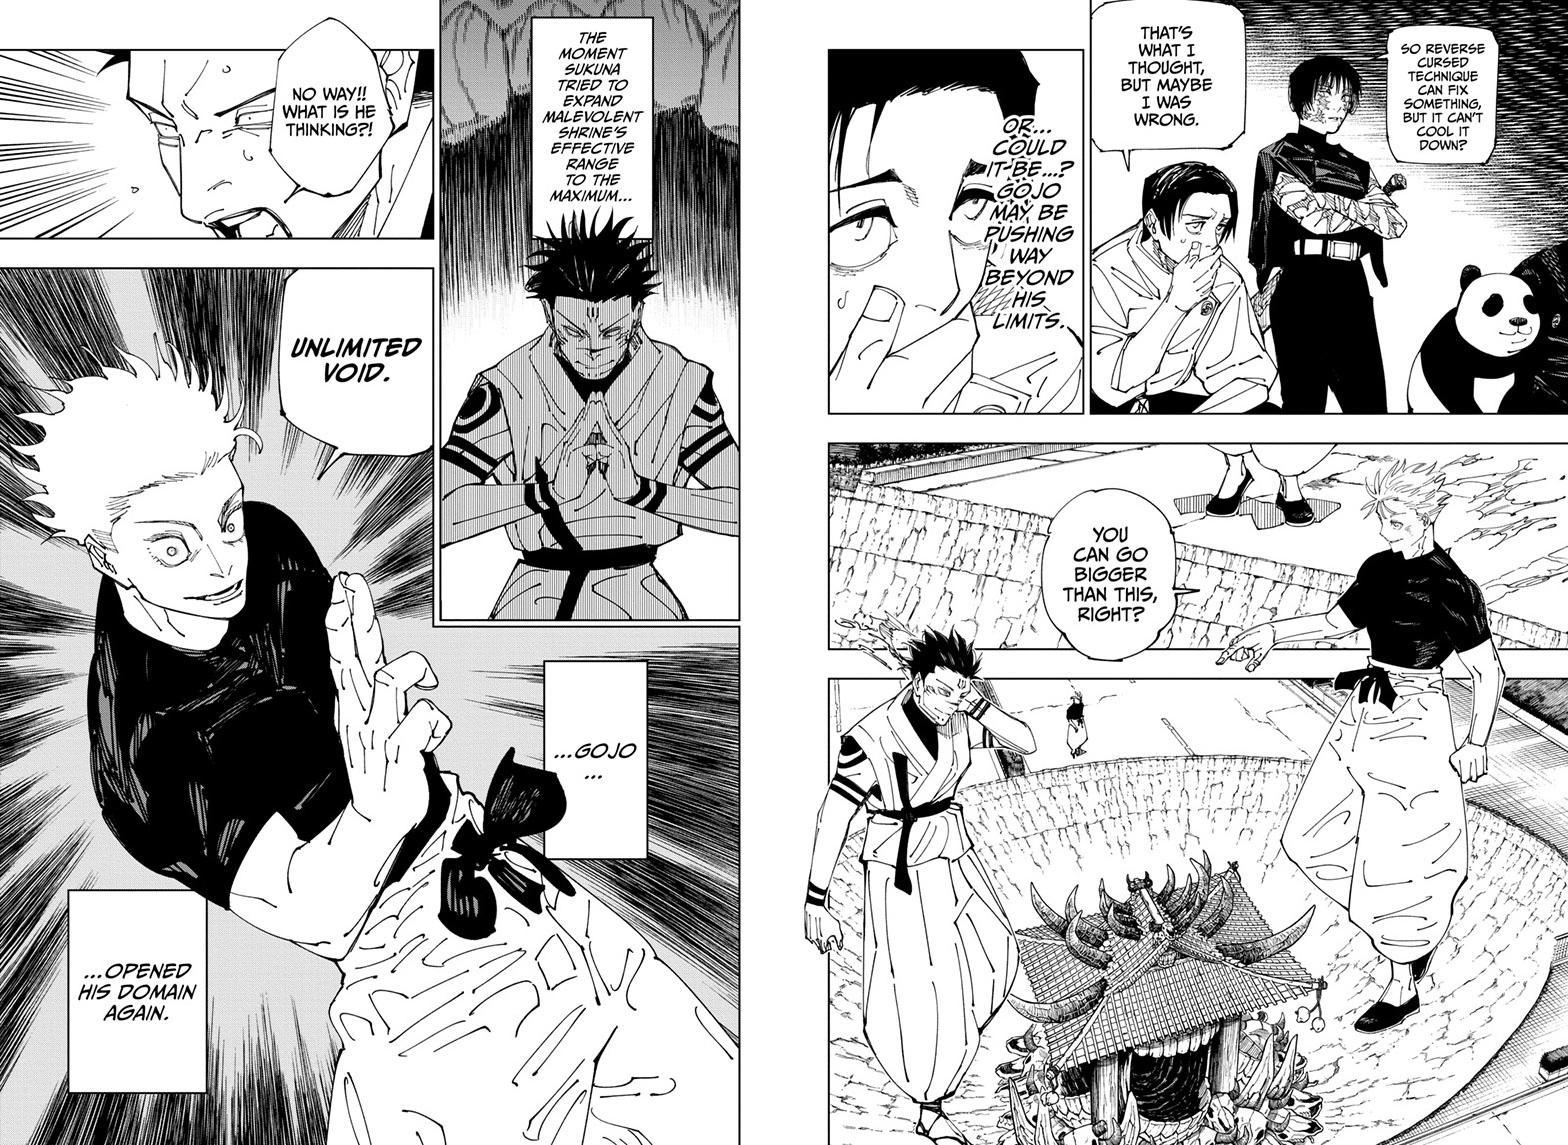 SO REVERSE
CURSED
TECHNIQUE
CAN FIX
SOMETHING,
BUT IT CAN'T
COOL IT
DOWN?
THAT'S
WHAT I
THOUGHT,
BUT MAYBE
I WAS
WRONG.
OR...
COULD
IT BE...?
GOJO
MAY BE
PUSHING
WAY
BEYOND
HIS
LIMITS.
YOU
CAN GO
BIGGER
THAN THIS,
RIGHT?
THE
MOMENT
SUKUNA
TRIED TO
EXPAND
MALEVOLENT
SHRINE'S
EFFECTIVE
RANGE
TO THE
MAXIMUM...
NO WAY!!
WHAT IS HE
THINKING?!
UNLIMITED
VOID.
...GOJO
...
...OPENED
HIS DOMAIN
AGAIN.